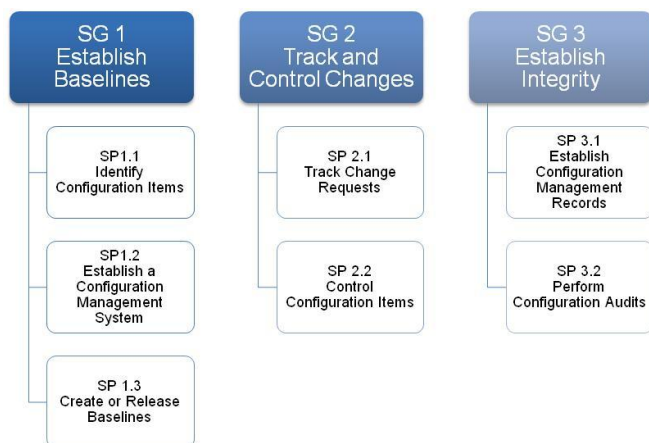 SG 1
Establish
Baselines
SP1.1
Identify
Configuration Items
SP1.2
Establish a
Configuration
Management
System
SP 1.3
Create or Release
Baselines
SG 2
Track and
Control Changes
SP 2.1
Track Change
Requests
SP 2.2
Control
Configuration Items
SG 3
Establish
Integrity
SP 3.1
Establish
Configuration
Management
Records
SP 3.2
Perform
Configuration Audits